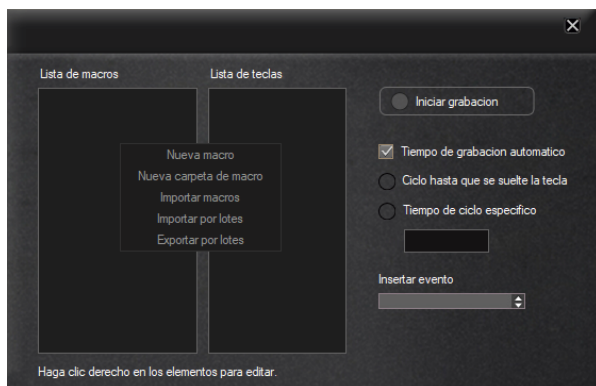 Lista de macros
Lista de teclas
Nueva macro
Nueva carpeta de macro
Importar macros
Importar por lotes
Exportar por lotes
Iniciar grabacion
Tiempo de grabacion automatico
Ciclo hasta que se suelte la tecla
Tiempo de ciclo especifico
Insertar evento
Haga clic derecho en los elementos para editar.